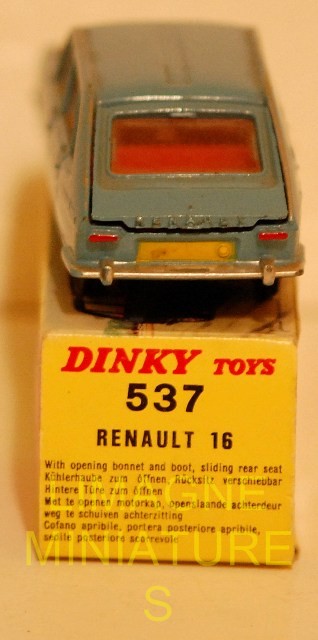 RENAULT
DINKY TOYS
537
RENAULT 16
With opening bonnet and boot, sliding rear seat
Kühlerhaube zum öffnen, Rücksitz verschiebbar
Hintere Türe zum öffnen
Met te openen motorkap, openslaande achterdeur
weg te schuiven achterzitting
Cofano apribile, portera posteriore apribile,
sedile posteriore scorrevole
GNE
MINIATURE
S